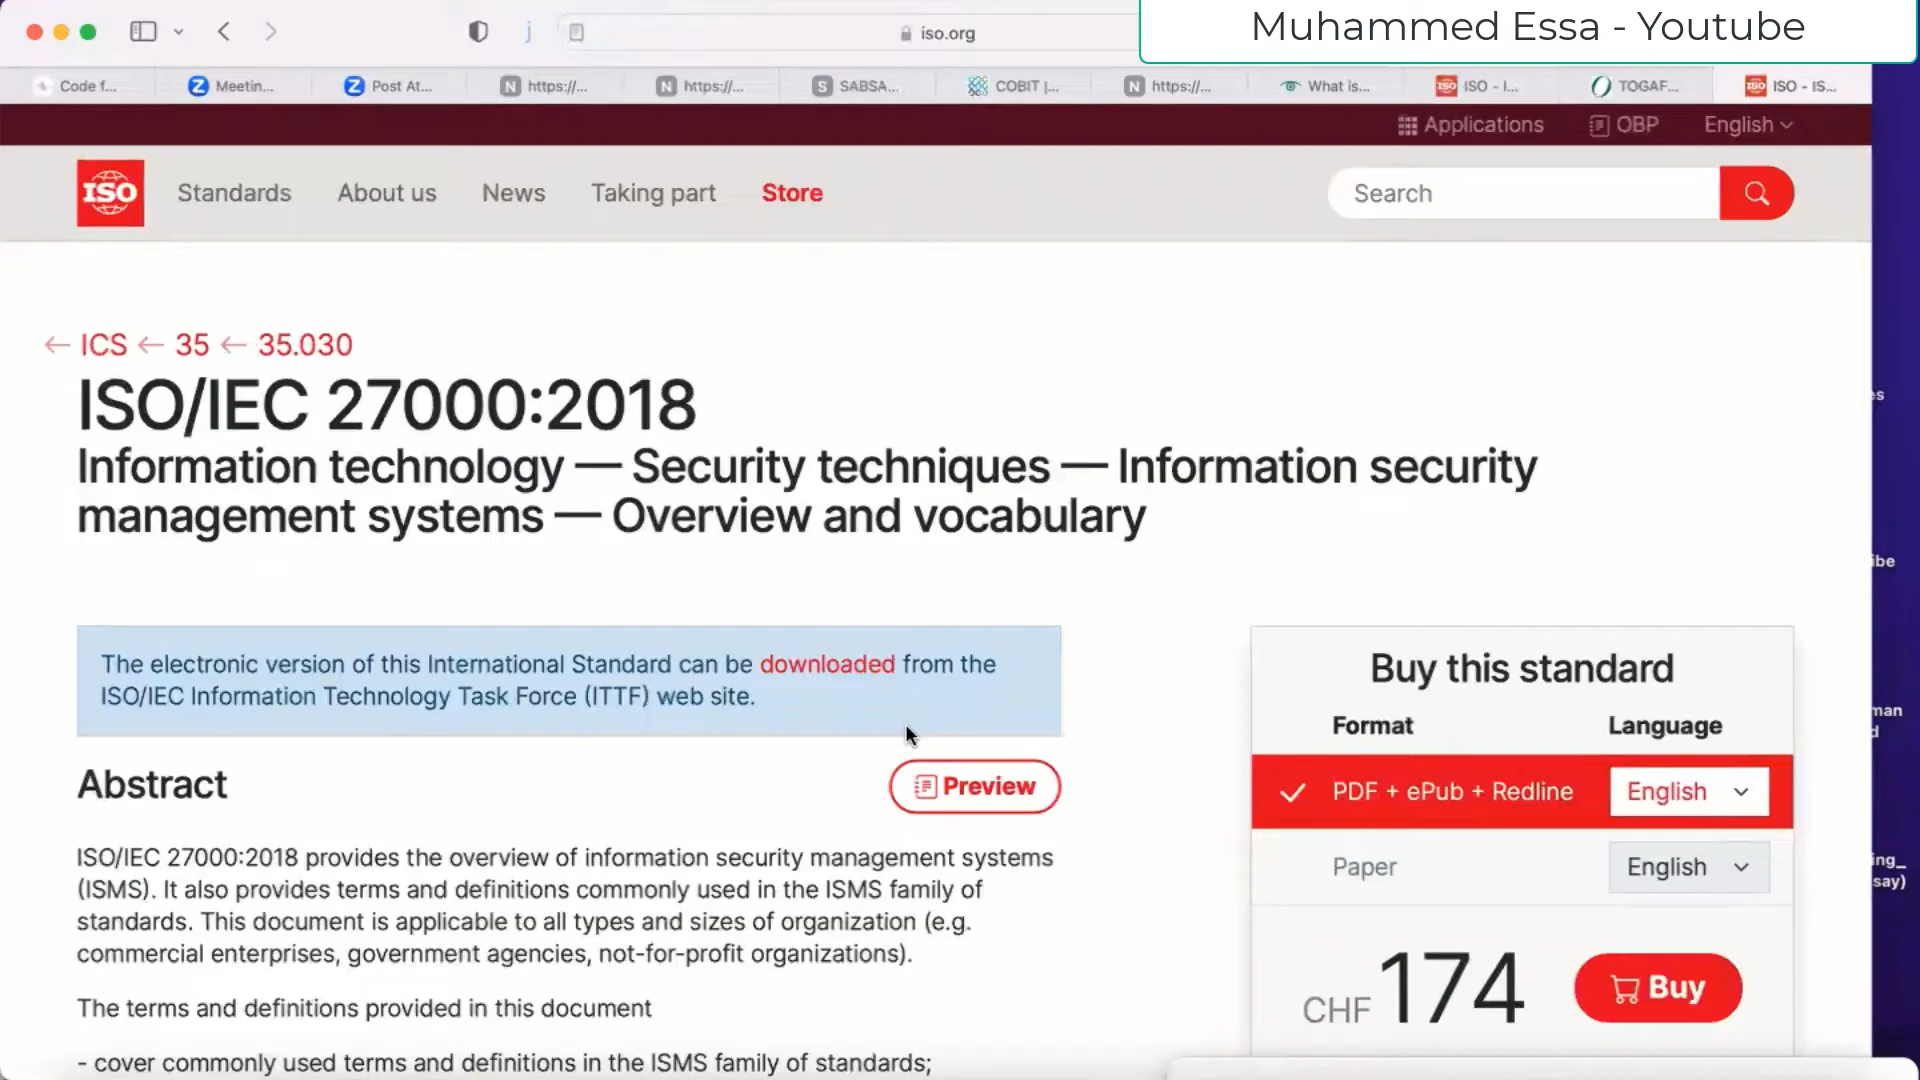 Muhammed Essa - Youtube
iso.org
Code f...
Meetin...
Post At...
https://...
https://...
SABSA...
COBIT |...
https://...
What is...
ISO - I...
TOGAF...
ISO - IS...
Applications
OBP
English
ISO
Standards
About us
News
Taking part
Store
Search
← ICS ← 35 ← 35.030
ISO/IEC 27000:2018
Information technology — Security techniques — Information security
management systems — Overview and vocabulary
The electronic version of this International Standard can be downloaded from the
ISO/IEC Information Technology Task Force (ITTF) web site.
Abstract
Preview
ISO/IEC 27000:2018 provides the overview of information security management systems
(ISMS). It also provides terms and definitions commonly used in the ISMS family of
standards. This document is applicable to all types and sizes of organization (e.g.
commercial enterprises, government agencies, not-for-profit organizations).
The terms and definitions provided in this document
- cover commonly used terms and definitions in the ISMS family of standards;
Buy this standard
Format Language
PDF + ePub + Redline English
Paper English
CHF 174 Buy